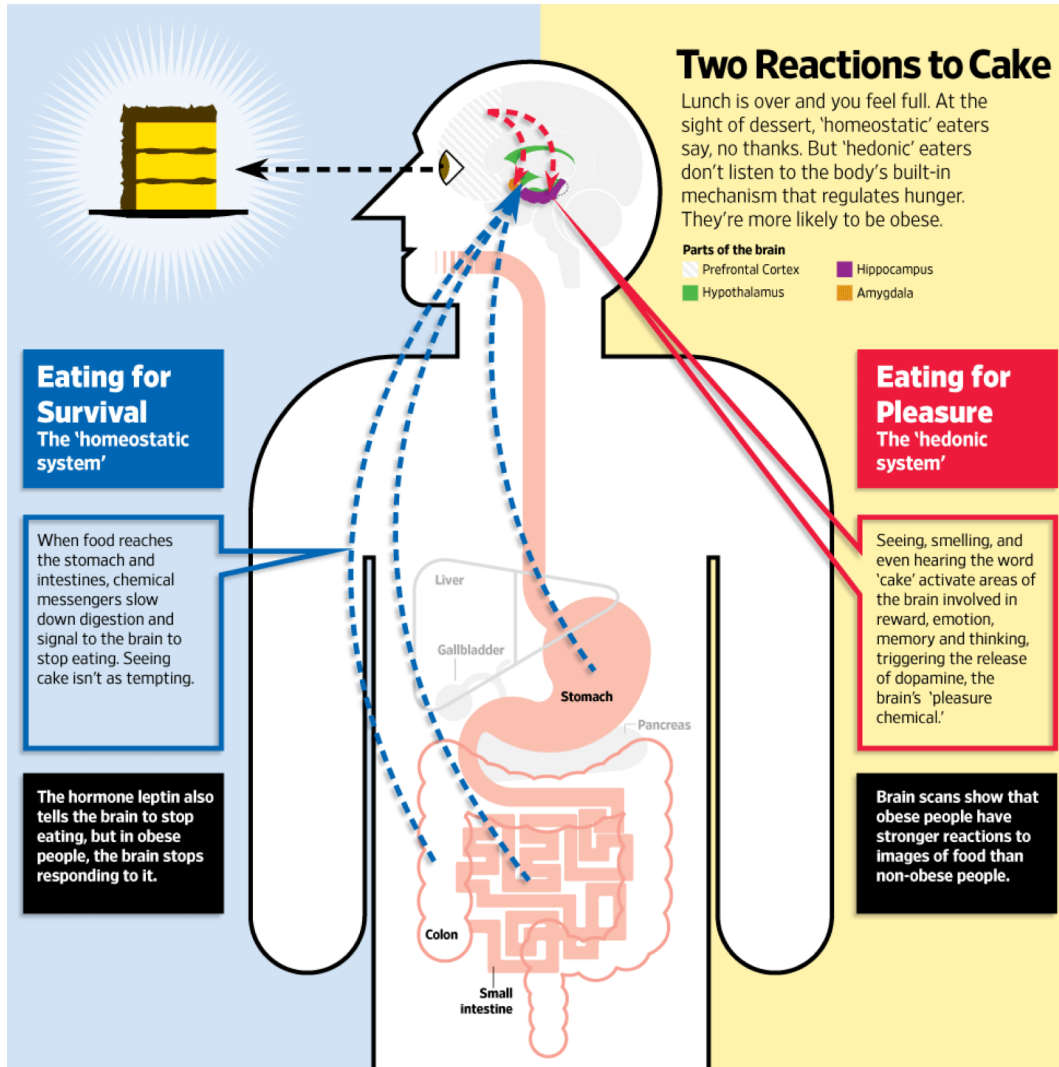 Two Reactions to Cake
Lunch is over and you feel full. At the
sight of dessert, ‘homeostatic’ eaters
say, no thanks. But ‘hedonic’ eaters
don’t listen to the body’s built-in
mechanism that regulates hunger.
They’re more likely to be obese.
Parts of the brain
Prefrontal Cortex
Hippocampus
Hypothalamus
Amygdala
Eating for
Survival
The ‘homeostatic
system’
When food reaches
the stomach and
intestines, chemical
messengers slow
down digestion and
signal to the brain to
stop eating. Seeing
cake isn’t as tempting.
The hormone leptin also
tells the brain to stop
eating, but in obese
people, the brain stops
responding to it.
Liver
Gallbladder
Stomach
Pancreas
Colon
Small
intestine
Eating for
Pleasure
The ‘hedonic
system’
Seeing, smelling, and
even hearing the word
‘cake’ activate areas of
the brain involved in
reward, emotion,
memory and thinking,
triggering the release
of dopamine, the
brain’s ‘pleasure
chemical.’
Brain scans show that
obese people have
stronger reactions to
images of food than
non-obese people.